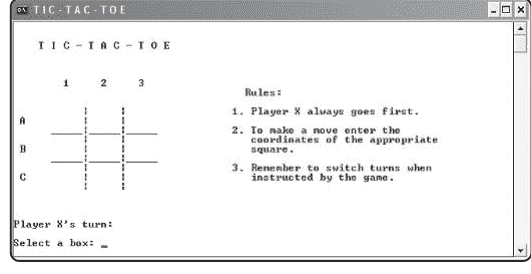 TIC-TAC-TOE
T I C - T A C - T O E
1 2 3
A
B
C
Rules:
1. Player X always goes first.
2. To make a move enter the
coordinates of the appropriate
square.
3. Remember to switch turns when
instructed by the game.
Player X's turn:
Select a box: _